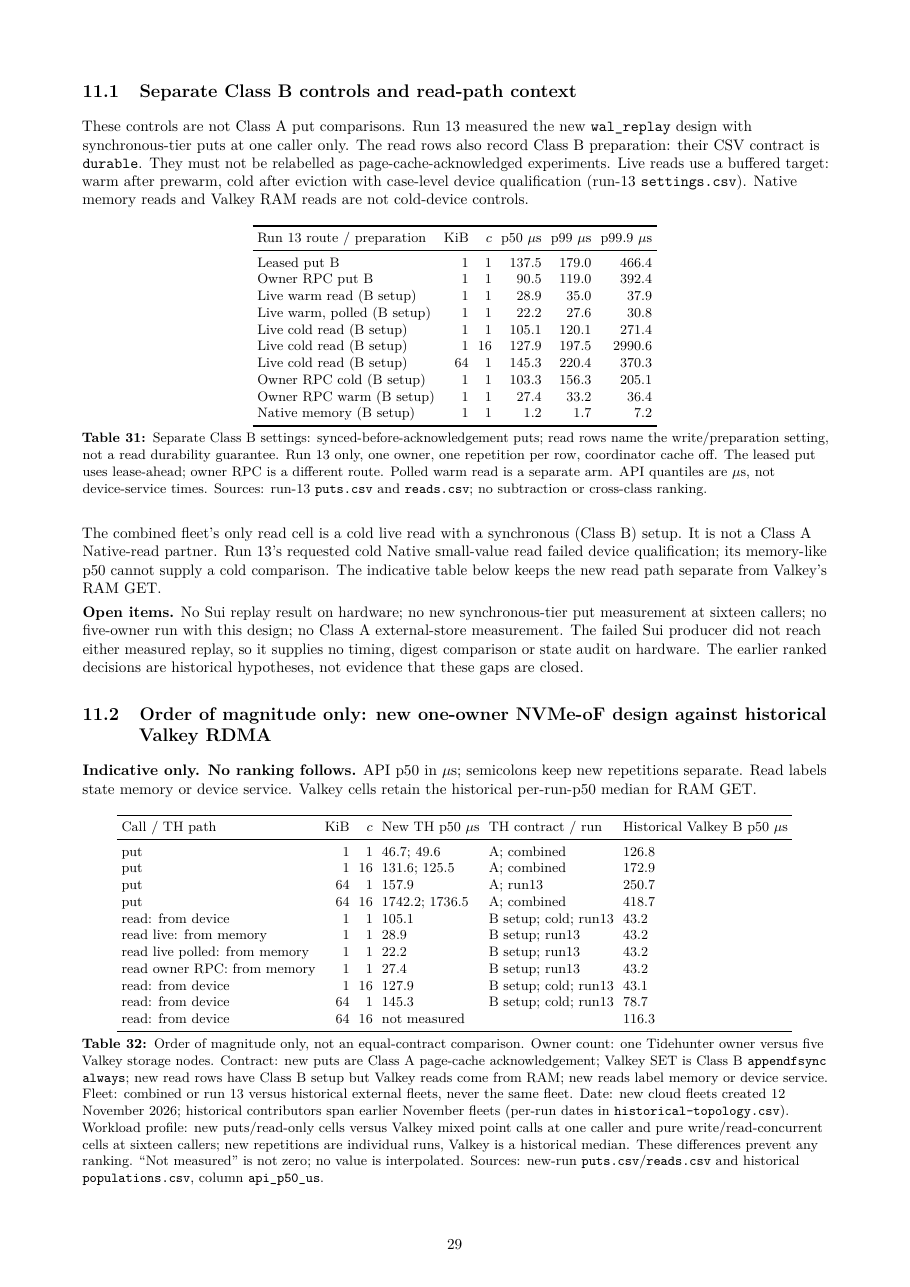 11.1 Separate Class B controls and read-path context
These controls are not Class A put comparisons. Run 13 measured the new wal_replay design with
synchronous-tier puts at one caller only. The read rows also record Class B preparation: their CSV contract is
durable. They must not be relabelled as page-cache-acknowledged experiments. Live reads use a buffered target:
warm after prewarm, cold after eviction with case-level device qualification (run-13 settings.csv). Native
memory reads and Valkey RAM reads are not cold-device controls.
Run 13 route / preparation KiB c p50 μs p99 μs p99.9 μs
Leased put B 1 1 137.5 179.0 466.4
Owner RPC put B 1 1 90.5 119.0 392.4
Live warm read (B setup) 1 1 28.9 35.0 37.9
Live warm, polled (B setup) 1 1 22.2 27.6 30.8
Live cold read (B setup) 1 1 105.1 120.1 271.4
Live cold read (B setup) 1 16 127.9 197.5 2990.6
Live cold read (B setup) 64 1 145.3 220.4 370.3
Owner RPC cold (B setup) 1 1 103.3 156.3 205.1
Owner RPC warm (B setup) 1 1 27.4 33.2 36.4
Native memory (B setup) 1 1 1.2 1.7 7.2
Table 31: Separate Class B settings: synced-before-acknowledgement puts; read rows name the write/preparation setting,
not a read durability guarantee. Run 13 only, one owner, one repetition per row, coordinator cache off. The leased put
uses lease-ahead; owner RPC is a different route. Polled warm read is a separate arm. API quantiles are μs, not
device-service times. Sources: run-13 puts.csv and reads.csv; no subtraction or cross-class ranking.
The combined fleet's only read cell is a cold live read with a synchronous (Class B) setup. It is not a Class A
Native-read partner. Run 13's requested cold Native small-value read failed device qualification; its memory-like
p50 cannot supply a cold comparison. The indicative table below keeps the new read path separate from Valkey's
RAM GET.
Open items. No Sui replay result on hardware; no new synchronous-tier put measurement at sixteen callers; no
five-owner run with this design; no Class A external-store measurement. The failed Sui producer did not reach
either measured replay, so it supplies no timing, digest comparison or state audit on hardware. The earlier ranked
decisions are historical hypotheses, not evidence that these gaps are closed.
11.2 Order of magnitude only: new one-owner NVMe-oF design against historical
Valkey RDMA
Indicative only. No ranking follows. API p50 in μs; semicolons keep new repetitions separate. Read labels
state memory or device service. Valkey cells retain the historical per-run-p50 median for RAM GET.
Call / TH path KiB c New TH p50 μs TH contract / run Historical Valkey B p50 μs
put 1 1 46.7; 49.6 A; combined 126.8
put 1 16 131.6; 125.5 A; combined 172.9
put 64 1 157.9 A; run13 250.7
put 64 16 1742.2; 1736.5 A; combined 418.7
read: from device 1 1 105.1 B setup; cold; run13 43.2
read live: from memory 1 1 28.9 B setup; run13 43.2
read live polled: from memory 1 1 22.2 B setup; run13 43.2
read owner RPC: from memory 1 1 27.4 B setup; run13 43.2
read: from device 1 16 127.9 B setup; cold; run13 43.1
read: from device 64 1 145.3 B setup; cold; run13 78.7
read: from device 64 16 not measured 116.3
Table 32: Order of magnitude only, not an equal-contract comparison. Owner count: one Tidehunter owner versus five
Valkey storage nodes. Contract: new puts are Class A page-cache acknowledgement; Valkey SET is Class B appendfsync
always; new read rows have Class B setup but Valkey reads come from RAM; new reads label memory or device service.
Fleet: combined or run 13 versus historical external fleets, never the same fleet. Date: new cloud fleets created 12
November 2026; historical contributors span earlier November fleets (per-run dates in historical-topology.csv).
Workload profile: new puts/read-only cells versus Valkey mixed point calls at one caller and pure write/read-concurrent
cells at sixteen callers; new repetitions are individual runs, Valkey is a historical median. These differences prevent any
ranking. “Not measured” is not zero; no value is interpolated. Sources: new-run puts.csv/reads.csv and historical
populations.csv, column api_p50_us.
29